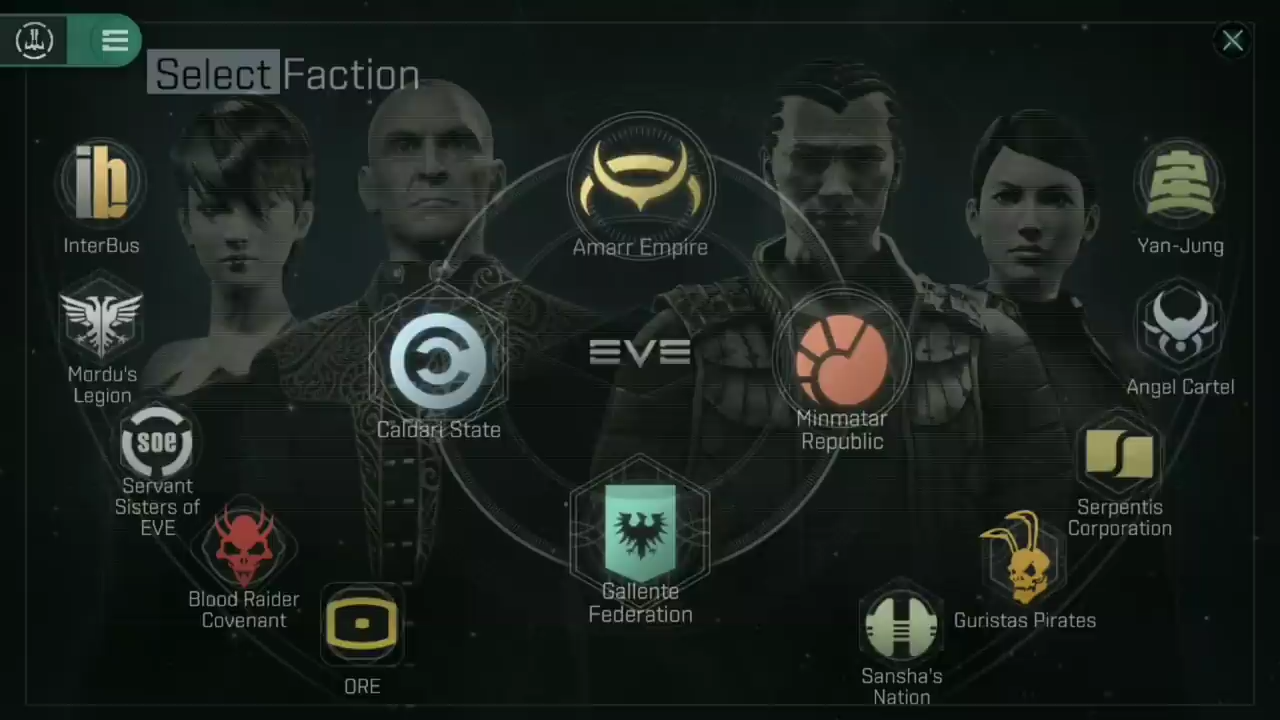 Select Faction
ib
InterBus
Amarr Empire
Yan-Jung
Mordu's
Legion
EVE
Angel Cartel
Caldari State
Minmatar
Republic
SOE
Servant
Sisters of
EVE
Serpentis
Corporation
Blood Raider
Covenant
Gallente
Federation
Guristas Pirates
ORE
Sansha's
Nation